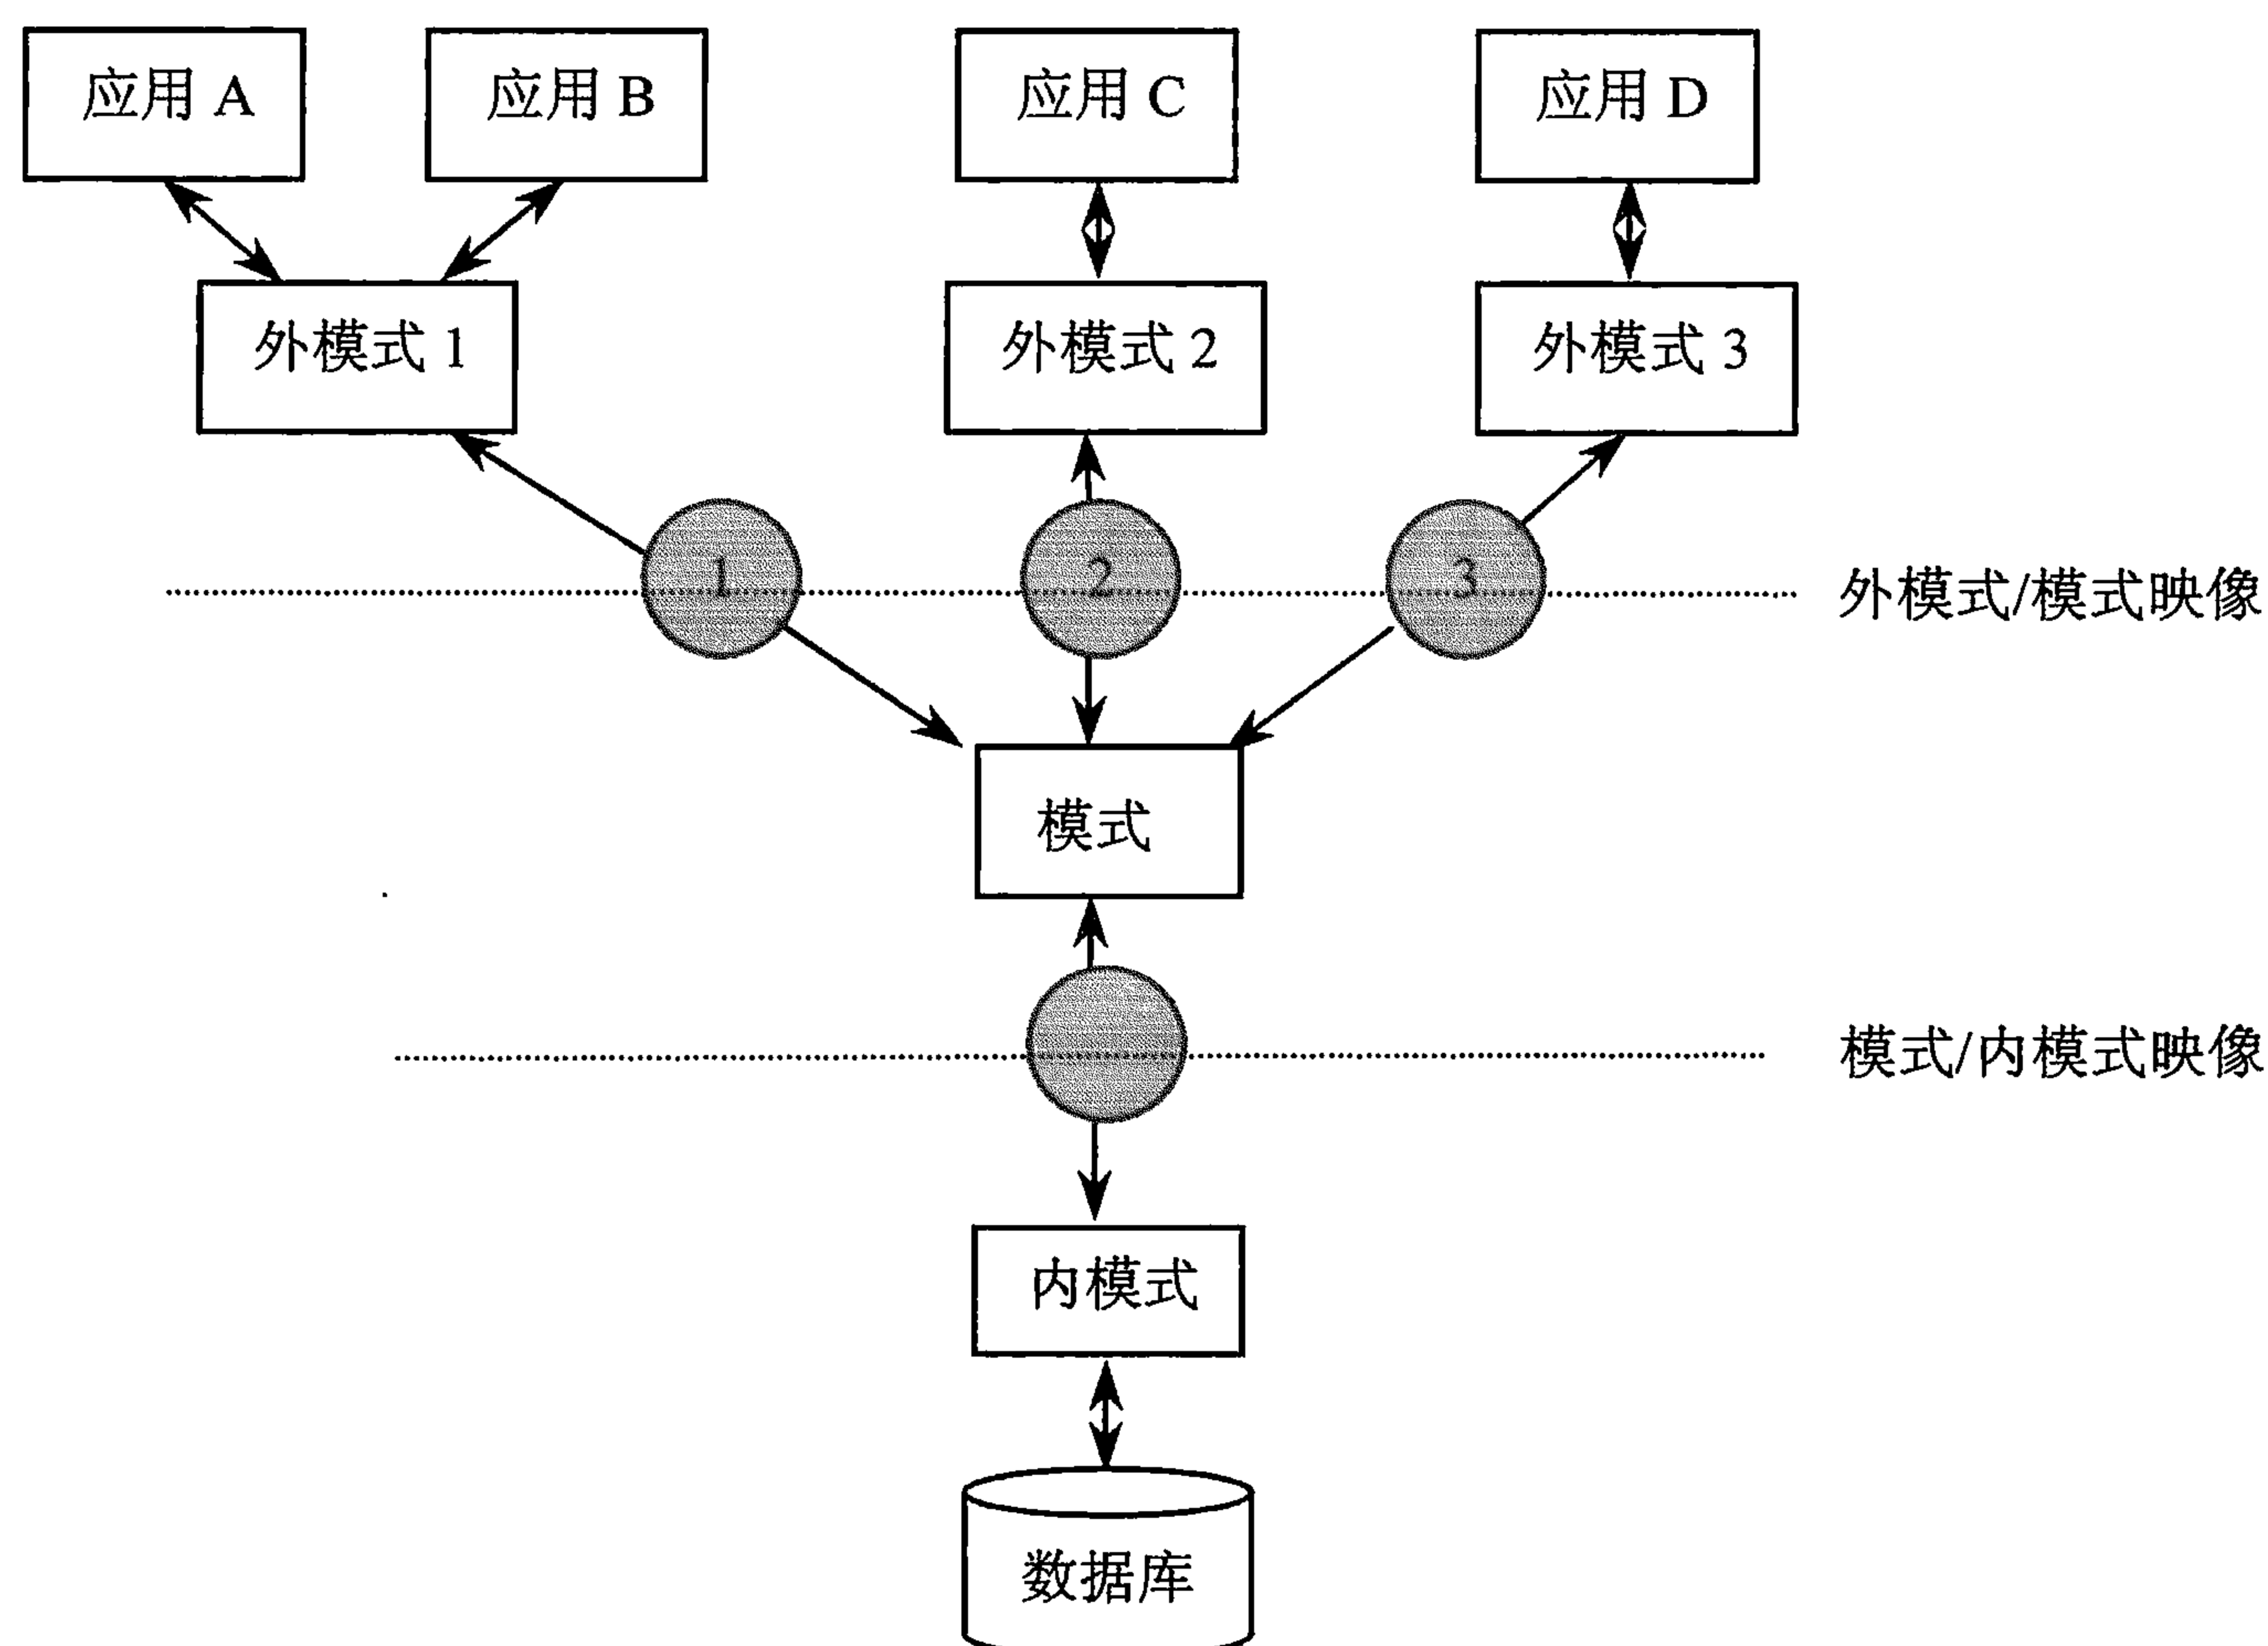 应用 A
应用 B
应用 C
应用 D
外模式 1
外模式 2
外模式 3
1
2
3
外模式/模式映像
模式
模式/内模式映像
内模式
数据库